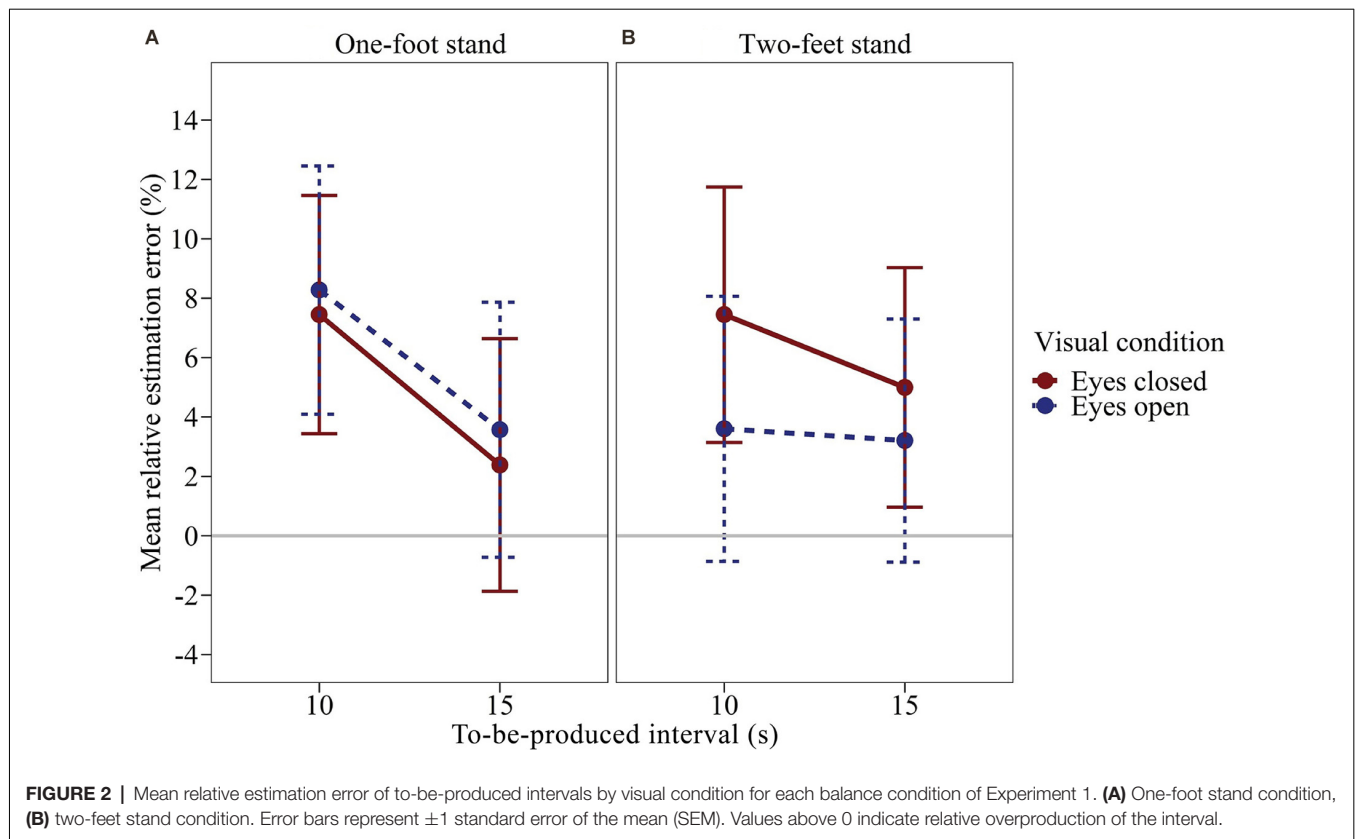 A One-foot stand B Two-feet stand
Mean relative estimation error (%)
14
12
10
8
6
4
2
0
-2
-4
10 15 10 15
To-be-produced interval (s)
Visual condition
Eyes closed
Eyes open
FIGURE 2 | Mean relative estimation error of to-be-produced intervals by visual condition for each balance condition of Experiment 1. (A) One-foot stand condition,
(B) two-feet stand condition. Error bars represent ±1 standard error of the mean (SEM). Values above 0 indicate relative overproduction of the interval.